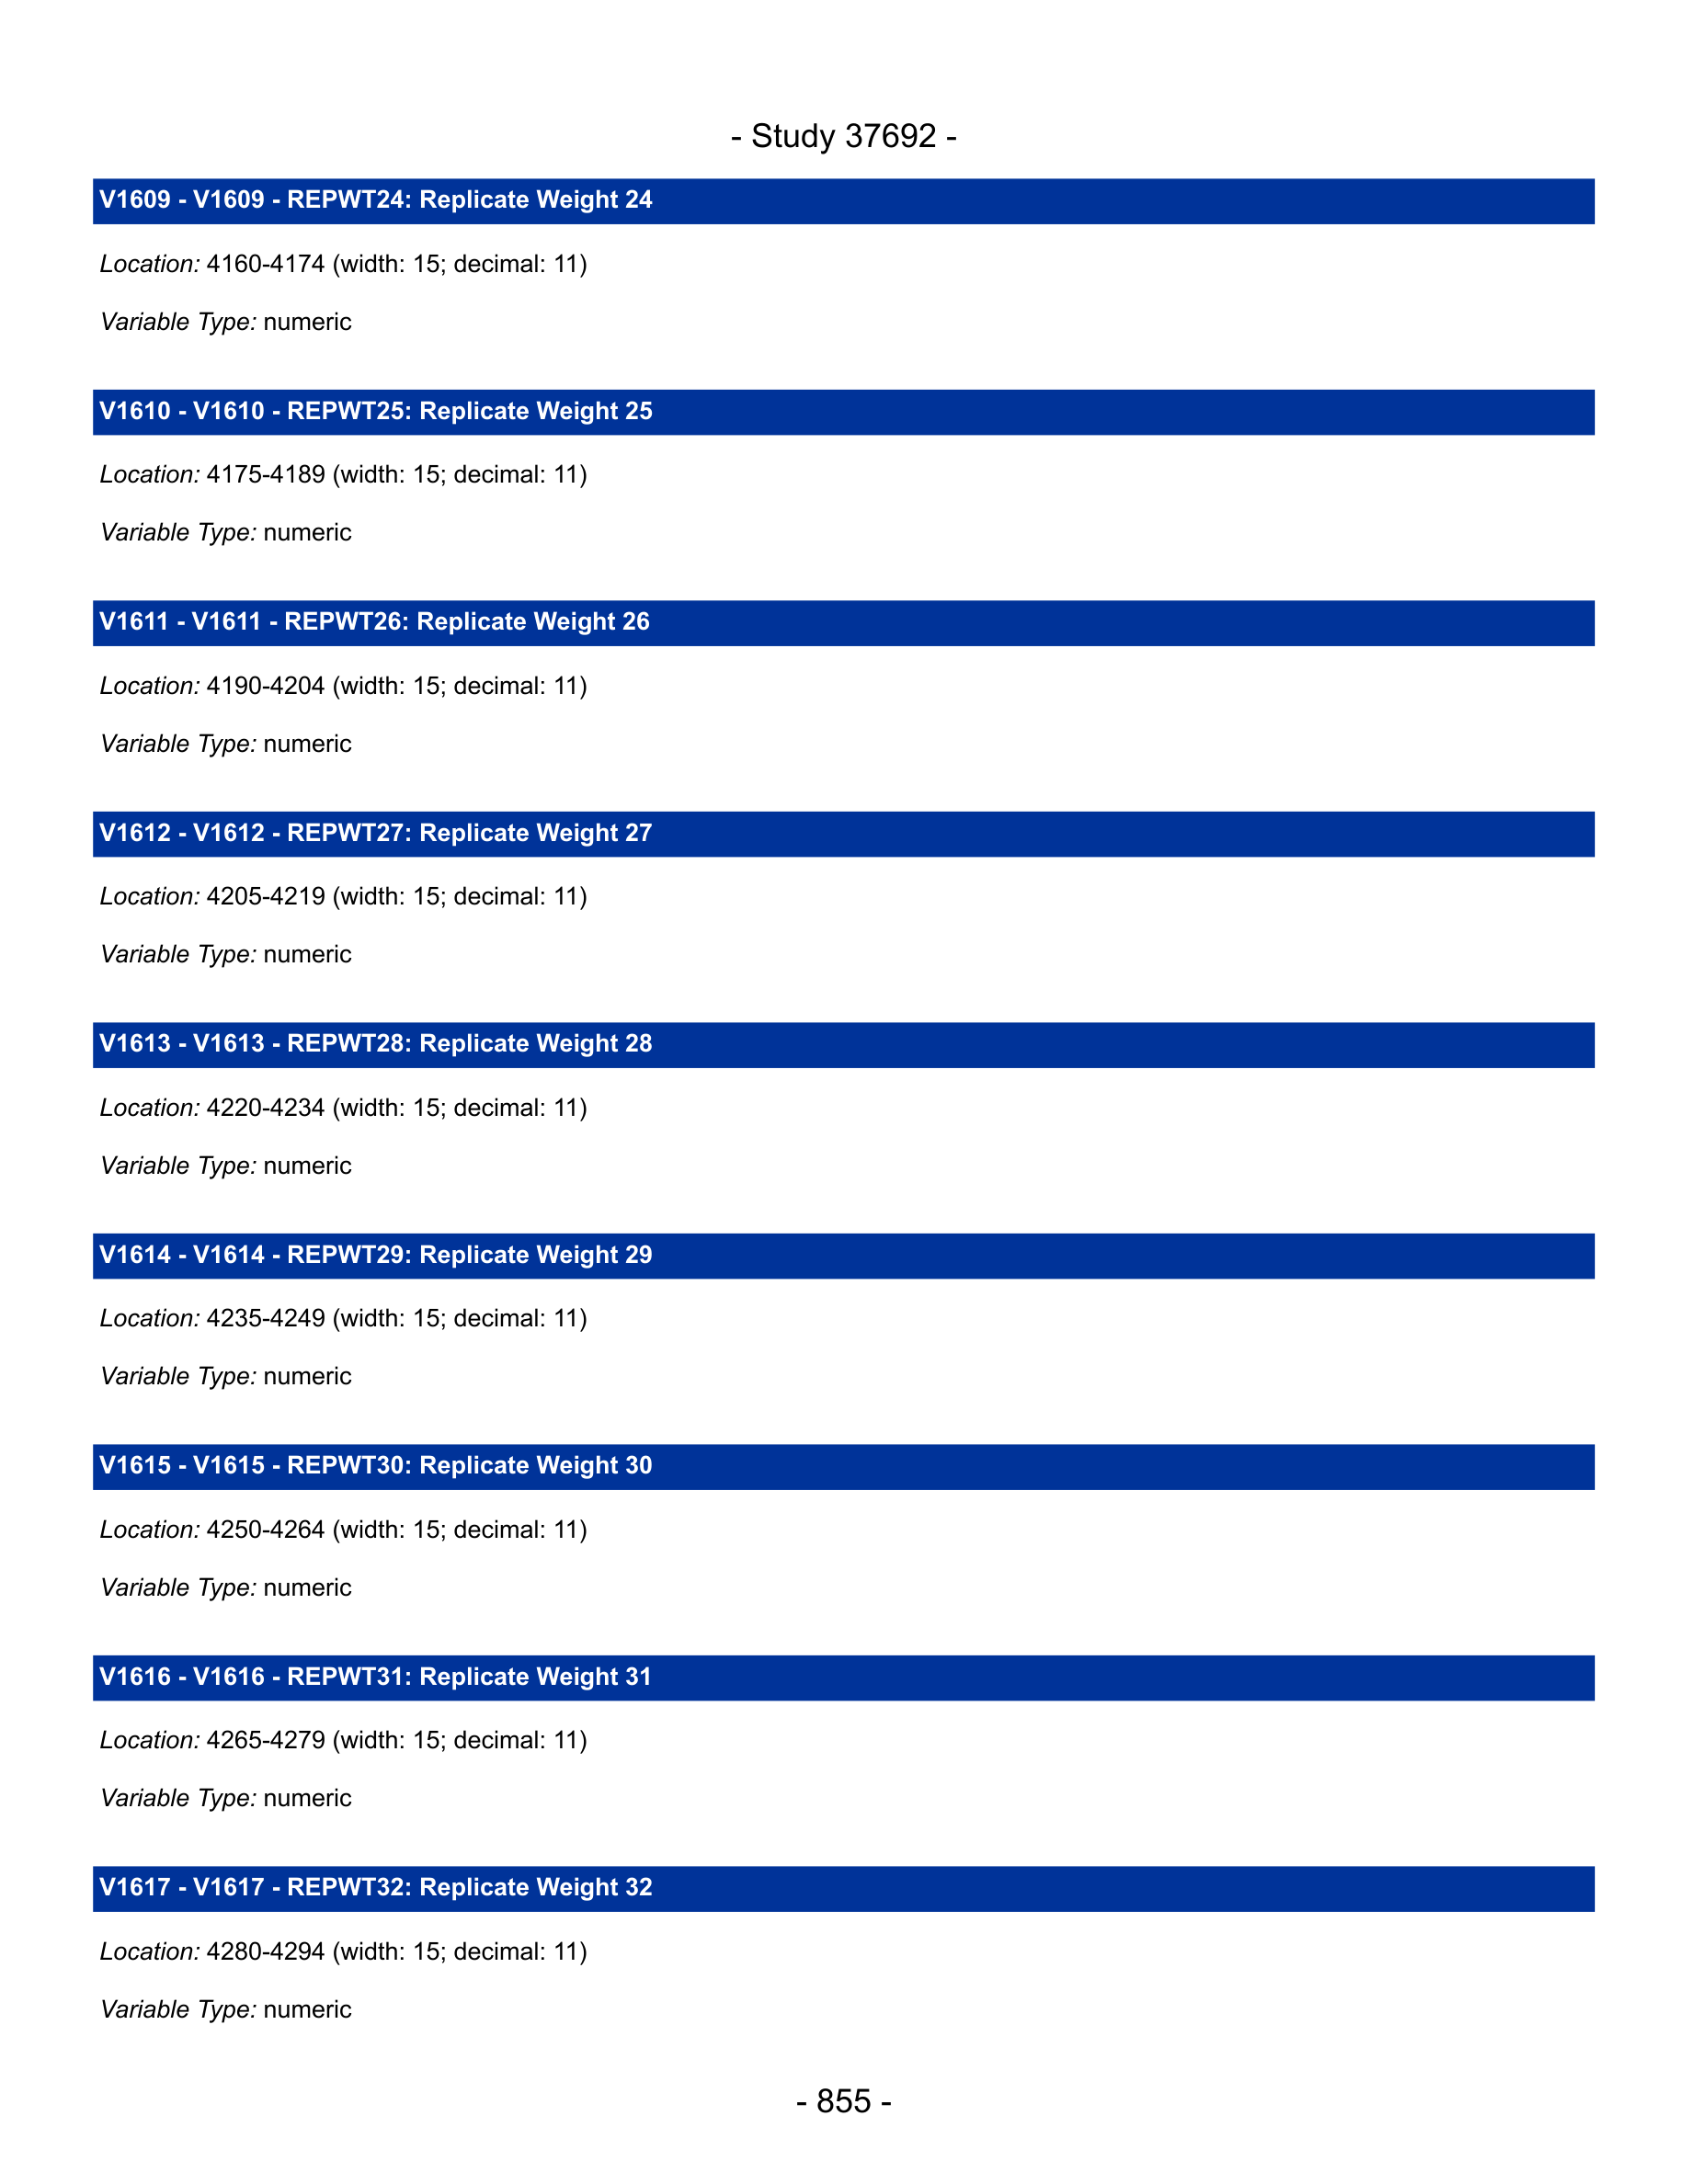 - Study 37692 -
V1609 - V1609 - REPWT24: Replicate Weight 24
Location: 4160-4174 (width: 15; decimal: 11)
Variable Type: numeric
V1610 - V1610 - REPWT25: Replicate Weight 25
Location: 4175-4189 (width: 15; decimal: 11)
Variable Type: numeric
V1611 - V1611 - REPWT26: Replicate Weight 26
Location: 4190-4204 (width: 15; decimal: 11)
Variable Type: numeric
V1612 - V1612 - REPWT27: Replicate Weight 27
Location: 4205-4219 (width: 15; decimal: 11)
Variable Type: numeric
V1613 - V1613 - REPWT28: Replicate Weight 28
Location: 4220-4234 (width: 15; decimal: 11)
Variable Type: numeric
V1614 - V1614 - REPWT29: Replicate Weight 29
Location: 4235-4249 (width: 15; decimal: 11)
Variable Type: numeric
V1615 - V1615 - REPWT30: Replicate Weight 30
Location: 4250-4264 (width: 15; decimal: 11)
Variable Type: numeric
V1616 - V1616 - REPWT31: Replicate Weight 31
Location: 4265-4279 (width: 15; decimal: 11)
Variable Type: numeric
V1617 - V1617 - REPWT32: Replicate Weight 32
Location: 4280-4294 (width: 15; decimal: 11)
Variable Type: numeric
- 855 -